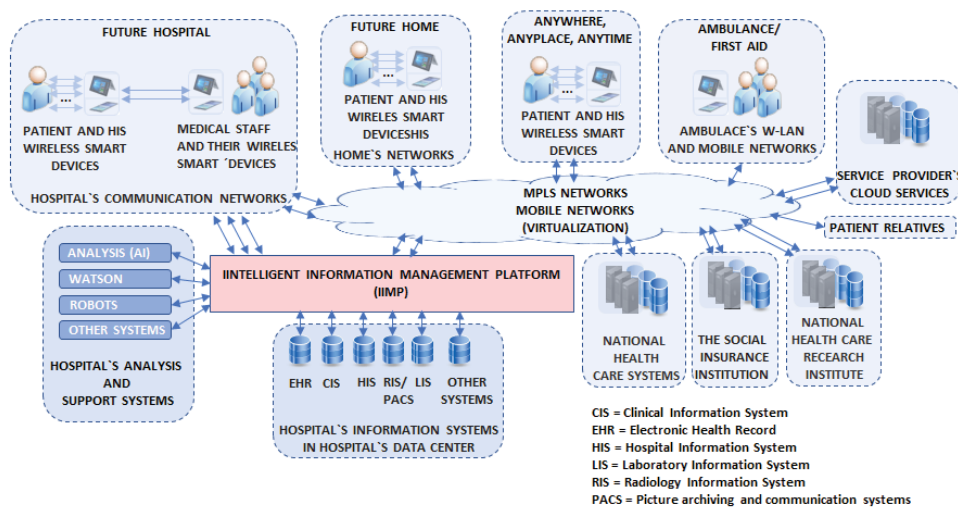 FUTURE HOSPITAL
...
PATIENT AND HIS
WIRELESS SMART
DEVICES
MEDICAL STAFF
AND THEIR WIRELES
SMART ´DEVICES
HOSPITAL`S COMMUNICATION NETWORKS
FUTURE HOME
...
PATIENT AND HIS
WIRELES SMART
DEVICESHIS
HOME`S NETWORKS
ANYWHERE,
ANYPLACE, ANYTIME
...
PATIENT AND HIS
WIRELESS SMART
DEVICES
AMBULANCE/
FIRST AID
AMBULACE`S W-LAN
AND MOBILE NETWORKS
SERVICE PROVIDER`S
CLOUD SERVICES
MPLS NETWORKS
MOBILE NETWORKS
(VIRTUALIZATION)
PATIENT RELATIVES
ANALYSIS (AI)
WATSON
ROBOTS
OTHER SYSTEMS
HOSPITAL`S ANALYSIS
AND
SUPPORT SYSTEMS
IINTELLIGENT INFORMATION MANAGEMENT PLATFORM
(IIMP)
EHR
CIS
HIS
RIS/
PACS
LIS
OTHER
SYSTEMS
HOSPITAL`S INFORMATION SYSTEMS
IN HOSPITAL`S DATA CENTER
NATIONAL
HEALTH
CARE SYSTEMS
THE SOCIAL
INSURANCE
INSTITUTION
NATIONAL
HEALTH CARE
RECEARCH
INSTITUTE
CIS = Clinical Information System
EHR = Electronic Health Record
HIS = Hospital Information System
LIS = Laboratory Information System
RIS = Radiology Information System
PACS = Picture archiving and communication systems